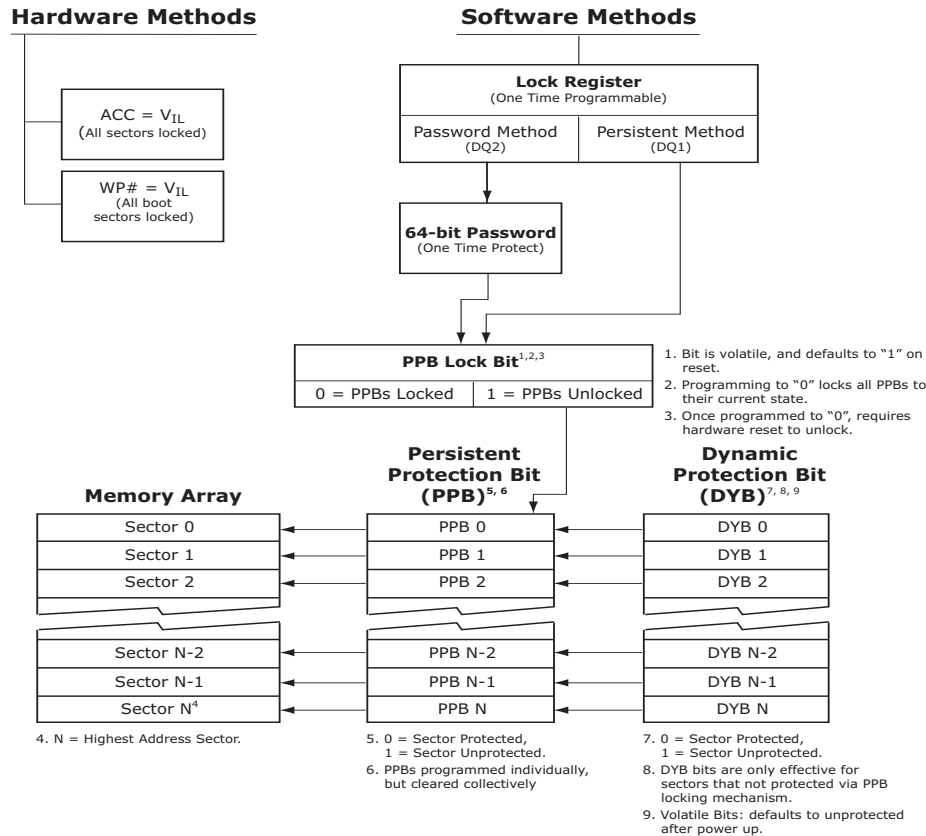 Hardware Methods
Software Methods
ACC = VIL
(All sectors locked)
WP# = VIL
(All boot
sectors locked)
Lock Register
(One Time Programmable)
Password Method
(DQ2)
Persistent Method
(DQ1)
64-bit Password
(One Time Protect)
PPB Lock Bit1,2,3
0 = PPBs Locked
1 = PPBs Unlocked
1. Bit is volatile, and defaults to “1” on
reset.
2. Programming to “0” locks all PPBs to
their current state.
3. Once programmed to “0”, requires
hardware reset to unlock.
Memory Array
Persistent
Protection Bit
(PPB)5, 6
Dynamic
Protection Bit
(DYB)7, 8, 9
Sector 0
PPB 0
DYB 0
Sector 1
PPB 1
DYB 1
Sector 2
PPB 2
DYB 2
Sector N-2
PPB N-2
DYB N-2
Sector N-1
PPB N-1
DYB N-1
Sector N4
PPB N
DYB N
4. N = Highest Address Sector.
5. 0 = Sector Protected,
1 = Sector Unprotected.
6. PPBs programmed individually,
but cleared collectively
7. 0 = Sector Protected,
1 = Sector Unprotected.
8. DYB bits are only effective for
sectors that not protected via PPB
locking mechanism.
9. Volatile Bits: defaults to unprotected
after power up.